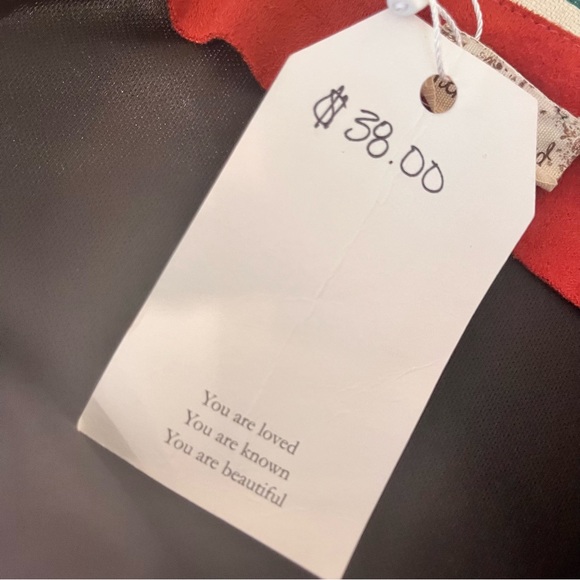 $ 38.00
You are loved
You are known
You are beautiful